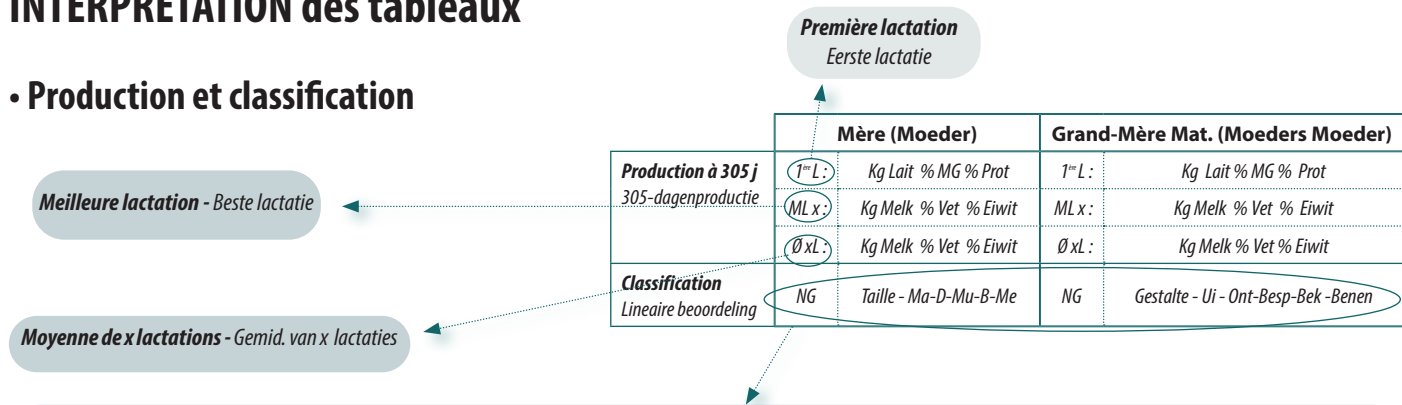 INTERPRETATION des tableaux
• Production et classification
Première lactation
Eerste lactatie
Mère (Moeder) Grand-Mère Mat. (Moeders Moeder)
Production à 305 j 1ère L : Kg Lait % MG % Prot 1ère L : Kg Lait % MG % Prot
305-dagenproductie
Meilleure lactation - Beste lactatie
ML x : Kg Melk % Vet % Eiwit ML x : Kg Melk % Vet % Eiwit
Ø xL : Kg Melk % Vet % Eiwit Ø xL : Kg Melk % Vet % Eiwit
Classification
Lineaire beoordeling
NG Taille - Ma-D-Mu-B-Me NG Gestalte - Ui - Ont-Besp-Bek -Benen
Moyenne de x lactations - Gemid. van x lactaties